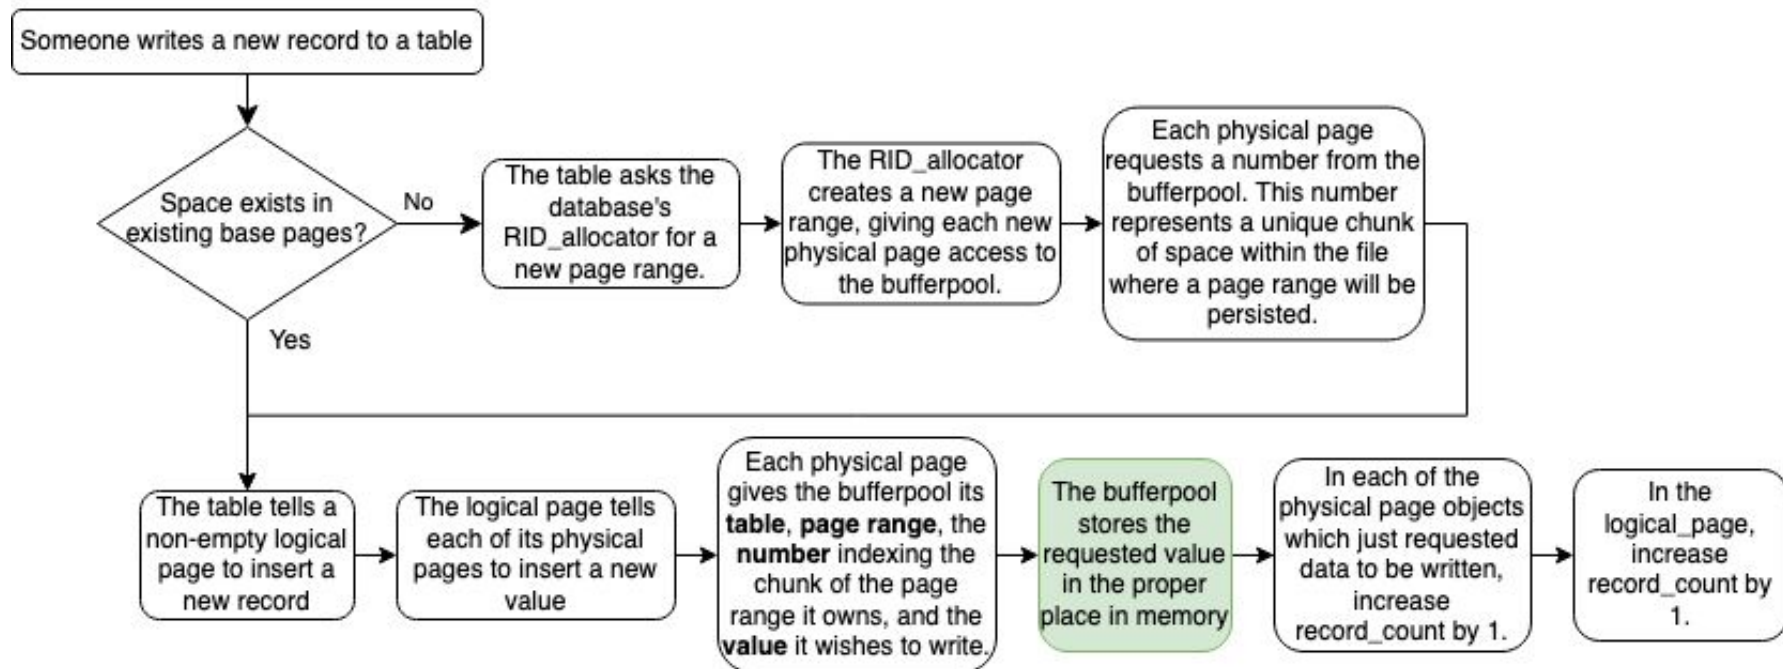 Someone writes a new record to a table
Space exists in
existing base pages?
No
Yes
The table asks the
database's
RID_allocator for a
new page range.
The RID_allocator
creates a new page
range, giving each new
physical page access to
the bufferpool.
Each physical page
requests a number from the
bufferpool. This number
represents a unique chunk
of space within the file
where a page range will be
persisted.
The table tells a
non-empty logical
page to insert a
new record
The logical page tells
each of its physical
pages to insert a new
value
Each physical page
gives the bufferpool its
table, page range, the
number indexing the
chunk of the page
range it owns, and the
value it wishes to write.
The bufferpool
stores the
requested value
in the proper
place in memory
In each of the
physical page objects
which just requested
data to be written,
increase
record_count by 1.
In the
logical_page,
increase
record_count by
1.